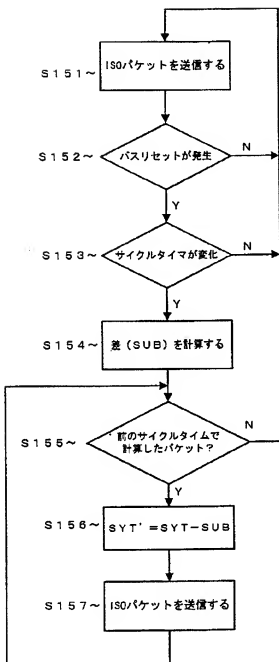 S151~
ISOパケットを送信する
S152~
バスリセットが発生
N
Y
S153~
サイクルタイマが変化
N
Y
S154~
差(SUB)を計算する
S155~
前のサイクルタイムで
計算したパケット?
N
Y
S156~
SYT'=SYT-SUB
S157~
ISOパケットを送信する